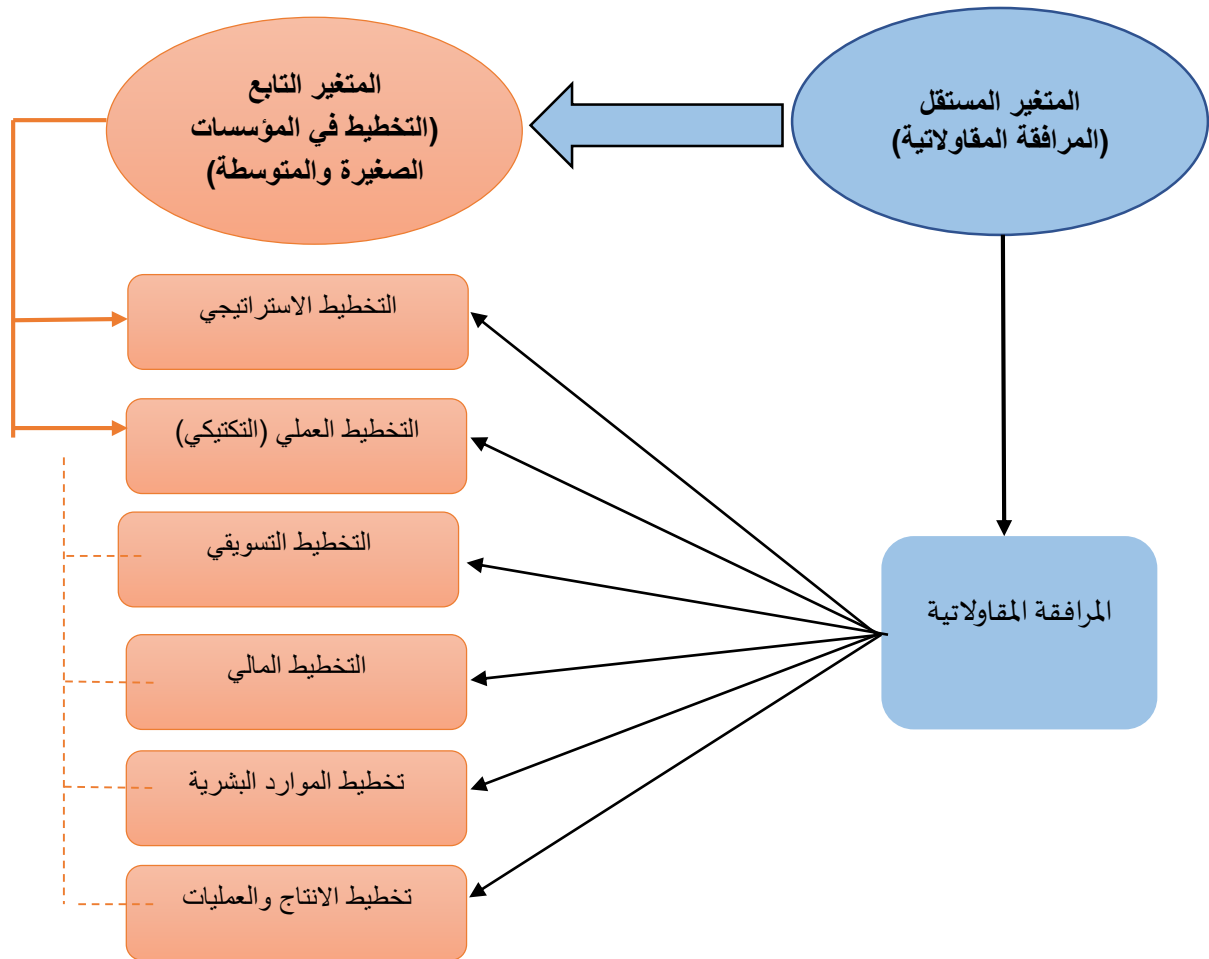 المتغير المستقل
(المرافقة المقاولاتية)
المتغير التابع
(التخطيط في المؤسسات
الصغيرة والمتوسطة)
التخطيط الاستراتيجي
التخطيط العملي (التكتيكي)
التخطيط التسويقي
التخطيط المالي
تخطيط الموارد البشرية
تخطيط الانتاج والعمليات
المرافقة المقاولاتية